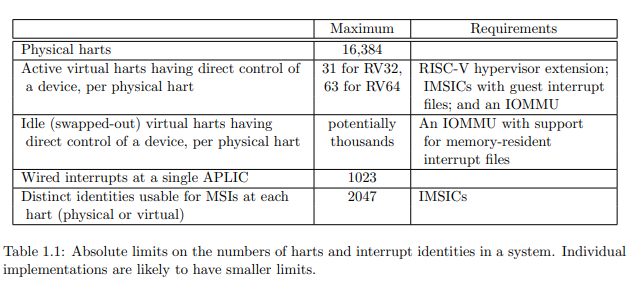 Maximum Requirements
Physical harts 16,384
Active virtual harts having direct control of 31 for RV32, RISC-V hypervisor extension;
a device, per physical hart 63 for RV64 IMSICs with guest interrupt
files; and an IOMMU
Idle (swapped-out) virtual harts having potentially An IOMMU with support
direct control of a device, per physical hart thousands for memory-resident
interrupt files
Wired interrupts at a single APLIC 1023
Distinct identities usable for MSIs at each 2047 IMSICs
hart (physical or virtual)
Table 1.1: Absolute limits on the numbers of harts and interrupt identities in a system. Individual
implementations are likely to have smaller limits.